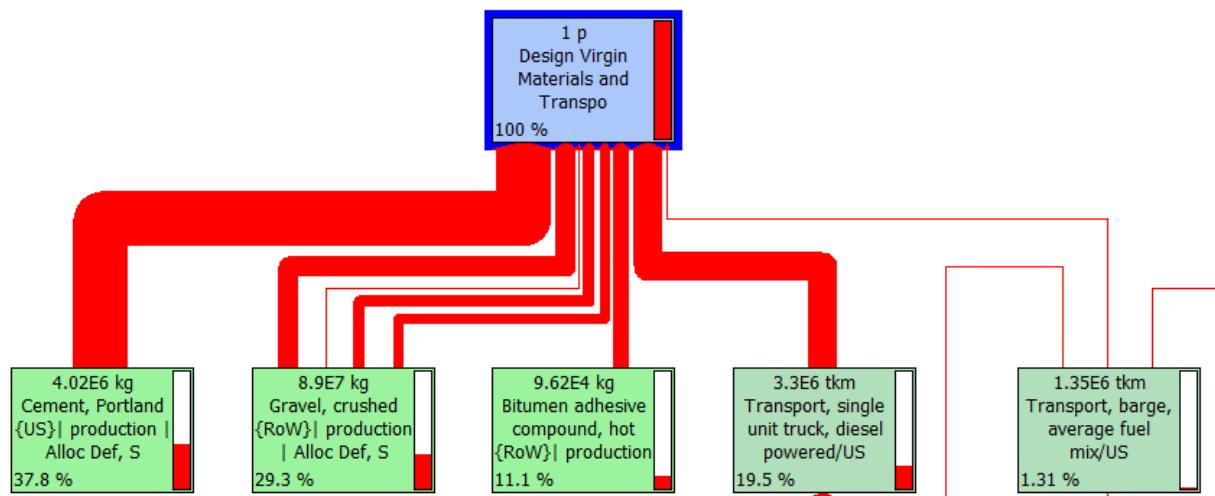 1 p
Design Virgin
Materials and
Transpo
100 %
4.02E6 kg
Cement, Portland
{US}| production |
Alloc Def, S
37.8 %
8.9E7 kg
Gravel, crushed
{RoW}| production
| Alloc Def, S
29.3 %
9.62E4 kg
Bitumen adhesive
compound, hot
{RoW}| production
11.1 %
3.3E6 tkm
Transport, single
unit truck, diesel
powered/US
19.5 %
1.35E6 tkm
Transport, barge,
average fuel
mix/US
1.31 %